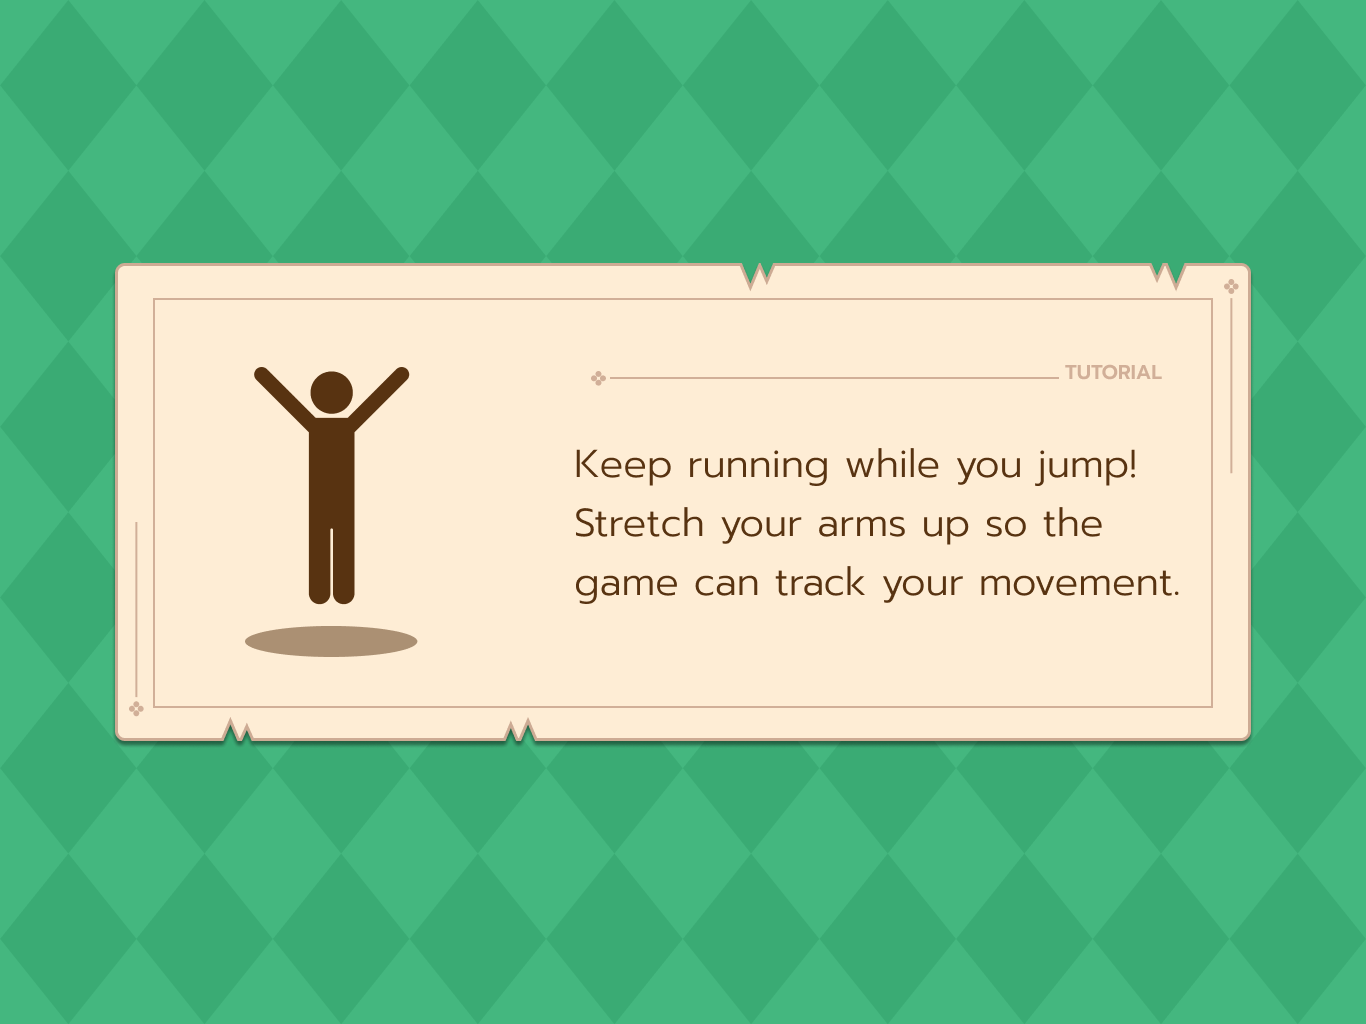 TUTORIAL
Keep running while you jump!
Stretch your arms up so the
game can track your movement.